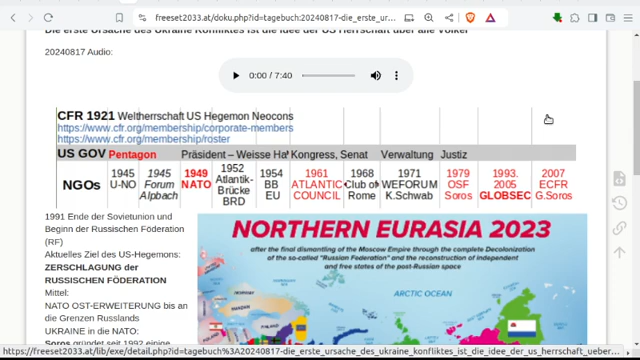 freeset2033.at/doku.php?id=tagebuch:20240817-die_erste_ur...
Die erste Ursache des Ukraine Konfliktes ist die Idee der US Herrschaft über alle Völker
20240817 Audio:
0:00 / 7:40
CFR 1921 Weltherrschaft US Hegemon Neocons
https://www.cfr.org/membership/corporate-members
https://www.cfr.org/membership/roster
US GOV Pentagon Präsident – Weisse Ha Kongress, Senat Verwaltung Justiz
NGOs
1945 U-NO
1945 Forum Alpbach
1949 NATO
1952 Atlantik-Brücke BRD
1954 BB EU
1961 ATLANTIC COUNCIL
1968 Club of Rome
1971 WEFORUM K.Schwab
1979 OSF Soros
1993. 2005 GLOBSEC
2007 ECFR G.Soros
1991 Ende der Sovietunion und
Beginn der Russischen Föderation
(RF)
Aktuelles Ziel des US-Hegemons:
ZERSCHLAGUNG der
RUSSISCHEN FÖDERATION
Mittel:
NATO OST-ERWEITERUNG bis an
die Grenzen Russlands
UKRAINE in die NATO:
Soros gründet seit 1992 einige
NORTHERN EURASIA 2023
after the final dismantling of the Moscow Empire through the complete Decolonization
of the so-called "Russian Federation" and the reconstruction of independent
and free states of the post-Russian space
ARCTIC OCEAN
https://freeset2033.at/lib/exe/detail.php?id=tagebuch%3A20240817-die_erste_ursache_des_ukraine_konfliktes_ist_die_idee_der_us_herrschaft_ueber...